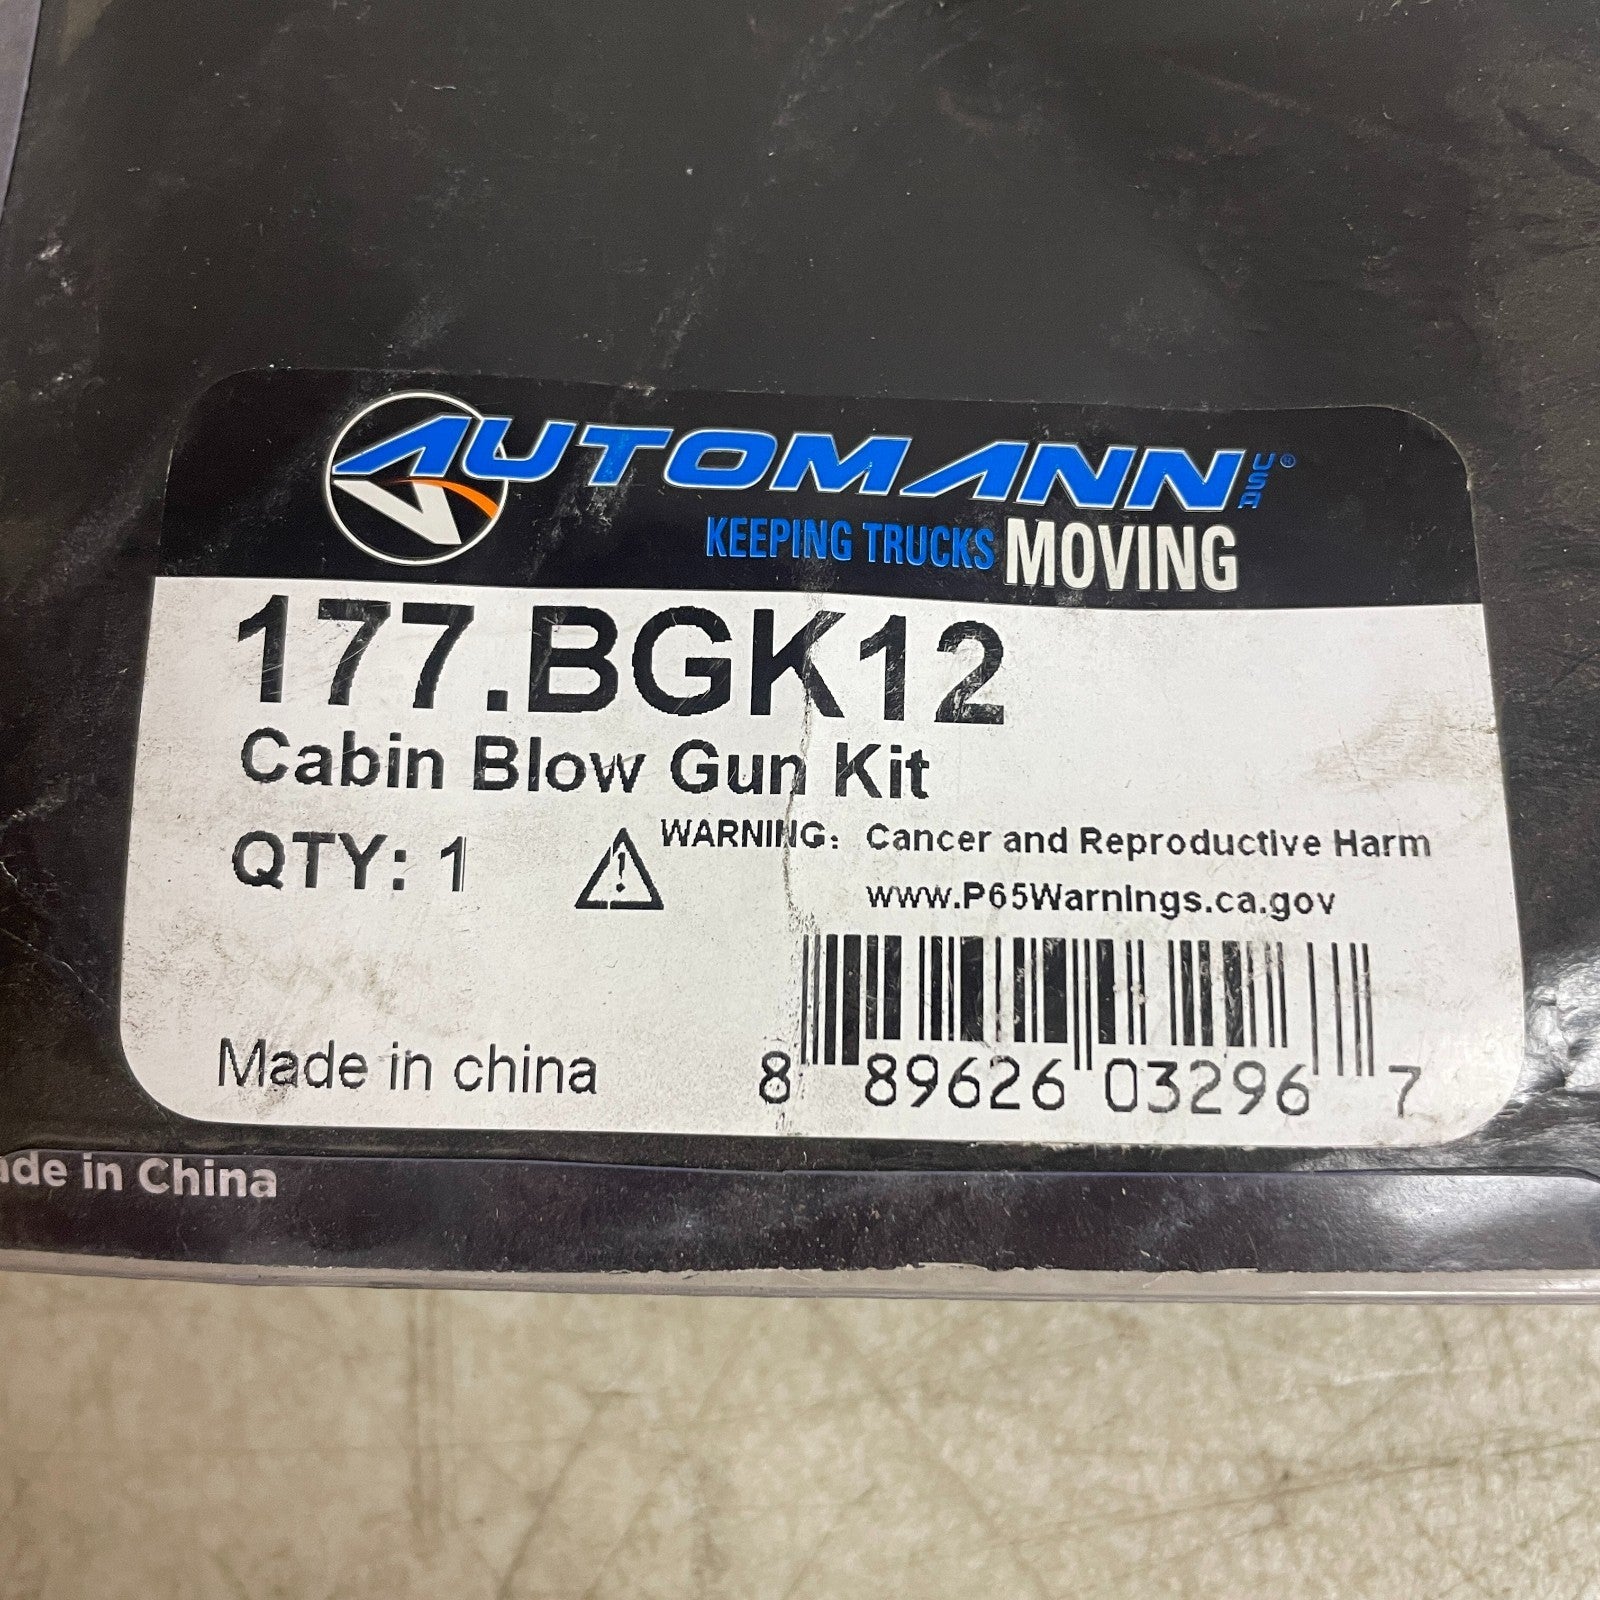 AUTOMANN USA®
KEEPING TRUCKS MOVING
177.BGK12
Cabin Blow Gun Kit
QTY: 1
WARNING: Cancer and Reproductive Harm
www.P65Warnings.ca.gov
Made in china
8 89626 03296 7
ade in China